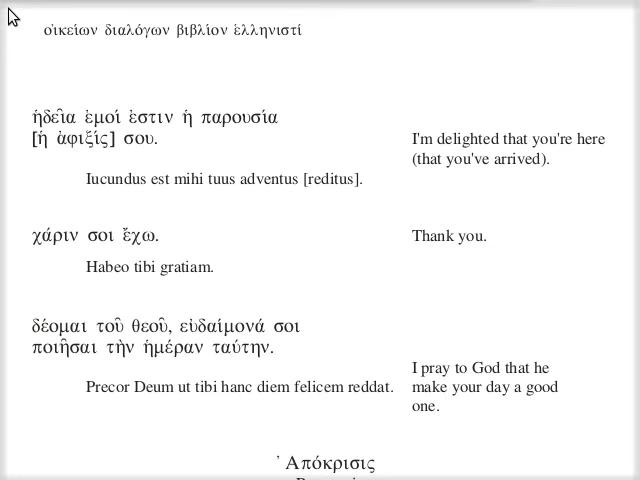 οἰκείων διαλόγων βιβλίον ἑλληνιστί
ἡδεῖα ἐμοί ἐστιν ἡ παρουσία
[ἡ ἀφιξίς] σου.
I'm delighted that you're here
(that you've arrived).
Iucundus est mihi tuus adventus [reditus].
χάριν σοι ἔχω.
Thank you.
Habeo tibi gratiam.
δέομαι τοῦ θεοῦ, εὐδαίμονά σοι
ποιῆσαι τὴν ἡμέραν ταύτην.
I pray to God that he
make your day a good
one.
Precor Deum ut tibi hanc diem felicem reddat.
᾿Απόκρισις